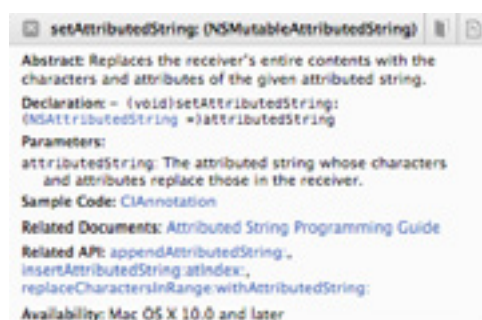 setAttributedString: (NSMutableAttributedString)
Abstract: Replaces the receiver's entire contents with the
characters and attributes of the given attributed string.
Declaration: - (void)setAttributedString:
(NSAttributedString *)attributedString
Parameters:
attributedString: The attributed string whose characters
and attributes replace those in the receiver.
Sample Code: CIAnnotation
Related Documents: Attributed String Programming Guide
Related API: appendAttributedString:,
insertAttributedString:atIndex:,
replaceCharactersInRange:withAttributedString:
Availability: Mac OS X 10.0 and later